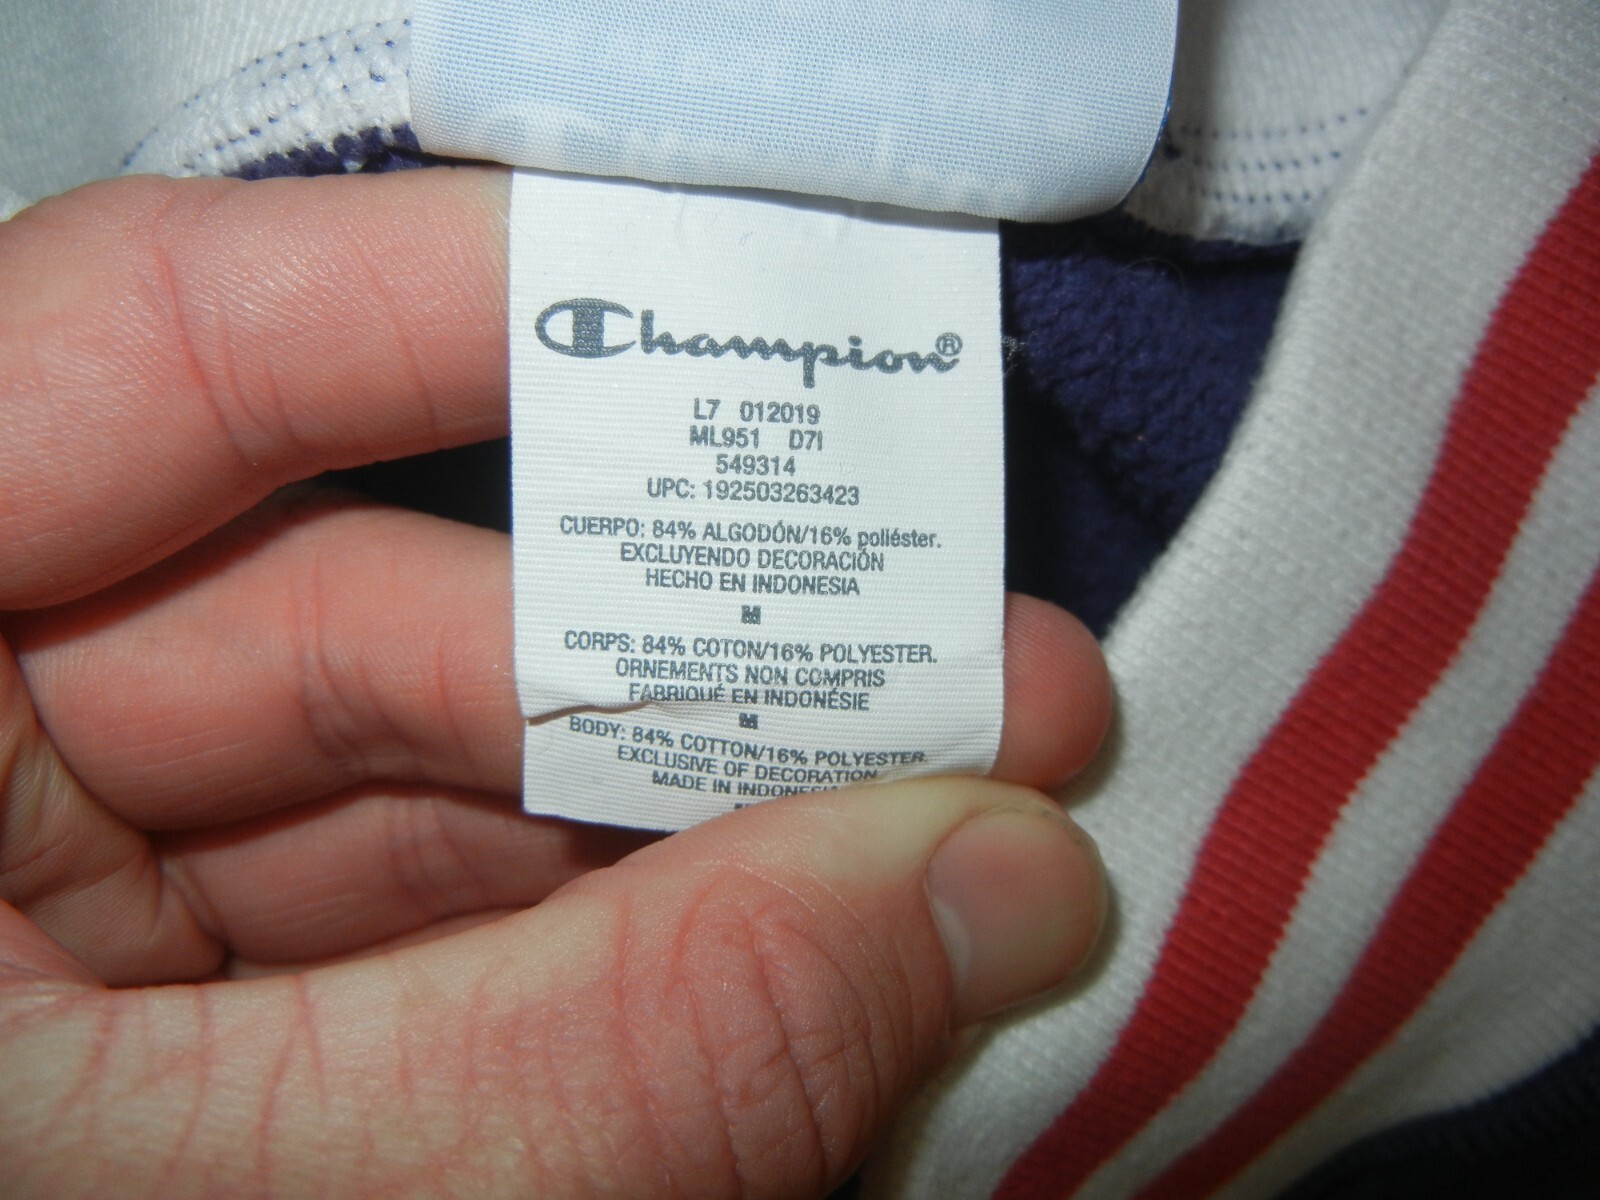 Champion®
L7 012019
ML951 D7I
549314
UPC: 192503263423
CUERPO: 84% ALGODÓN/16% poliéster.
EXCLUYENDO DECORACIÓN
HECHO EN INDONESIA
M
CORPS: 84% COTON/16% POLYESTER.
ORNEMENTS NON COMPRIS
FABRIQUÉ EN INDONÉSIE
M
BODY: 84% COTTON/16% POLYESTER.
EXCLUSIVE OF DECORATION
MADE IN INDONESIA